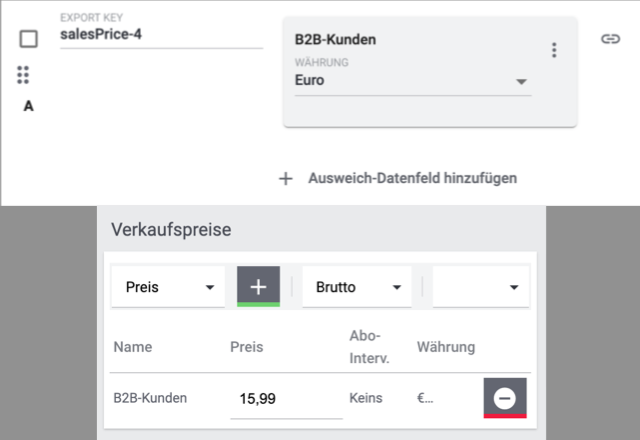 EXPORT KEY
salesPrice-4
A
B2B-Kunden
WÄHRUNG
Euro
Ausweich-Datenfeld hinzufügen
Verkaufspreise
Preis
Brutto
Name Preis Abo-Interv. Währung
B2B-Kunden 15,99 Keins €...